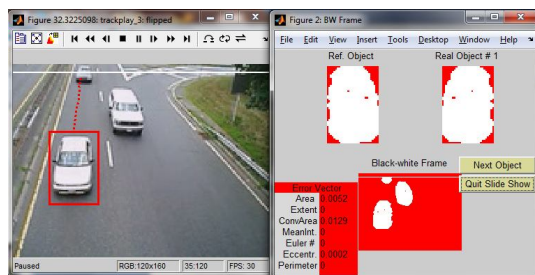 Figure 32.3225098: trackplay_3: flipped
Paused
RGB:120x160
35:120
FPS: 30
Figure 2: BW Frame
File Edit View Insert Tools Desktop Window Help
Ref. Object
Real Object # 1
Black-white Frame
Next Object
Quit Slide Show
Error Vector
Area 0.0052
Extent 0
ConvArea 0.0129
MeanInt. 0
Euler # 0
Eccentr. 0.0002
Perimeter 0